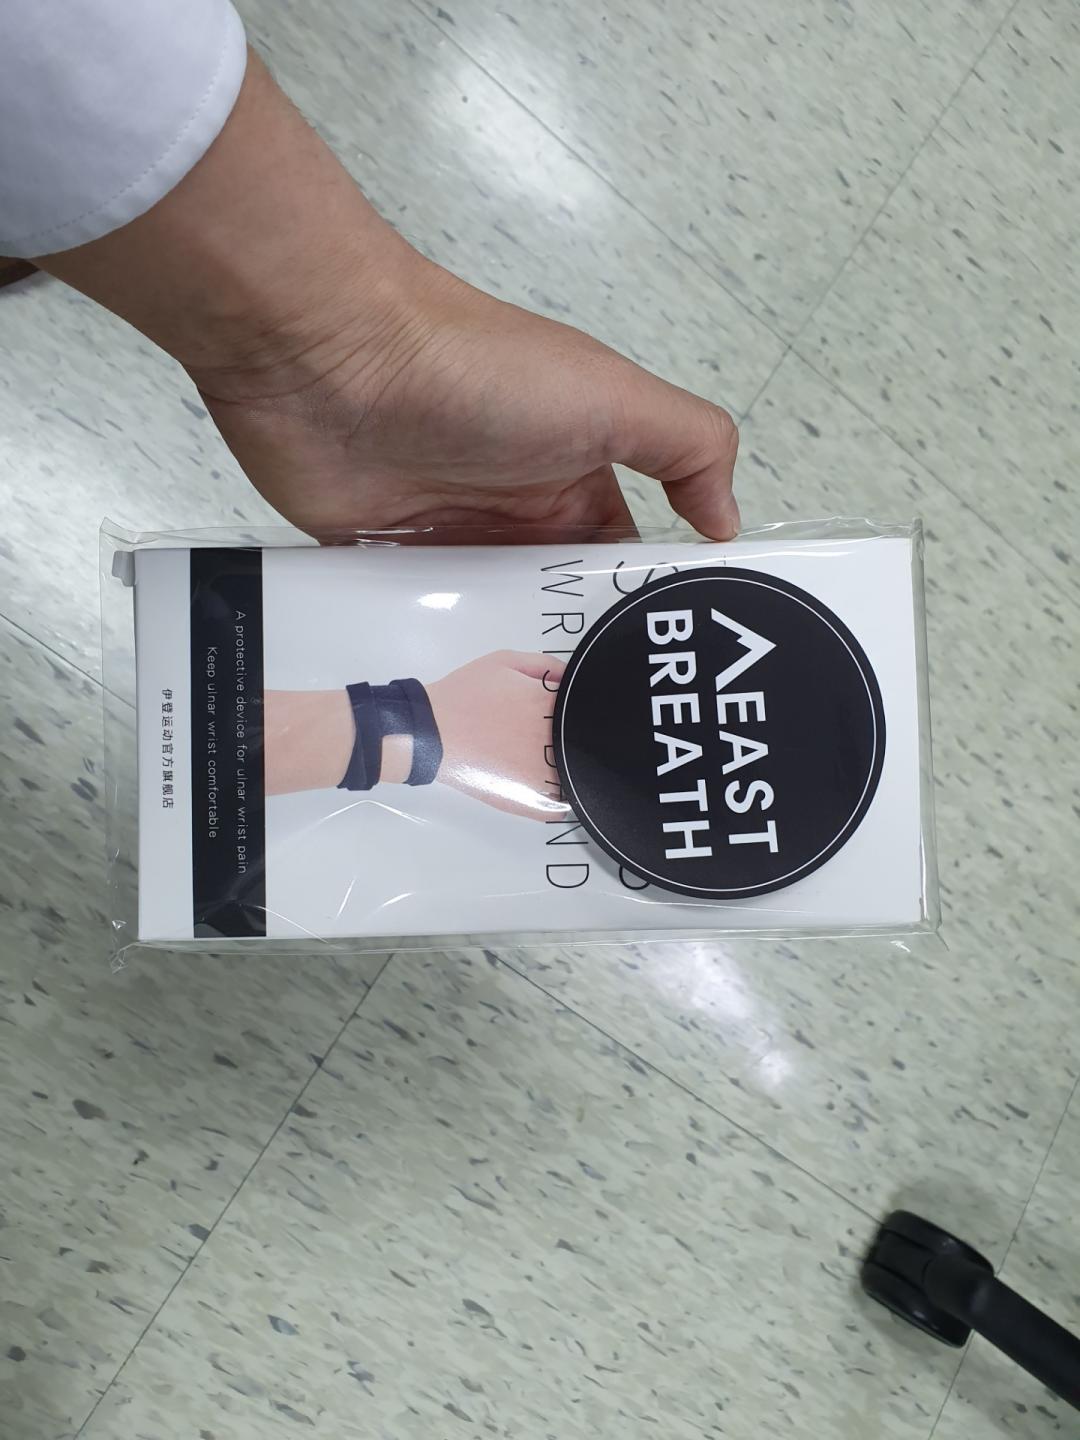 EAST
BREATH
A protective device for ulnar wrist pain
Keep ulnar wrist comfortable
伊登运动官方旗舰店